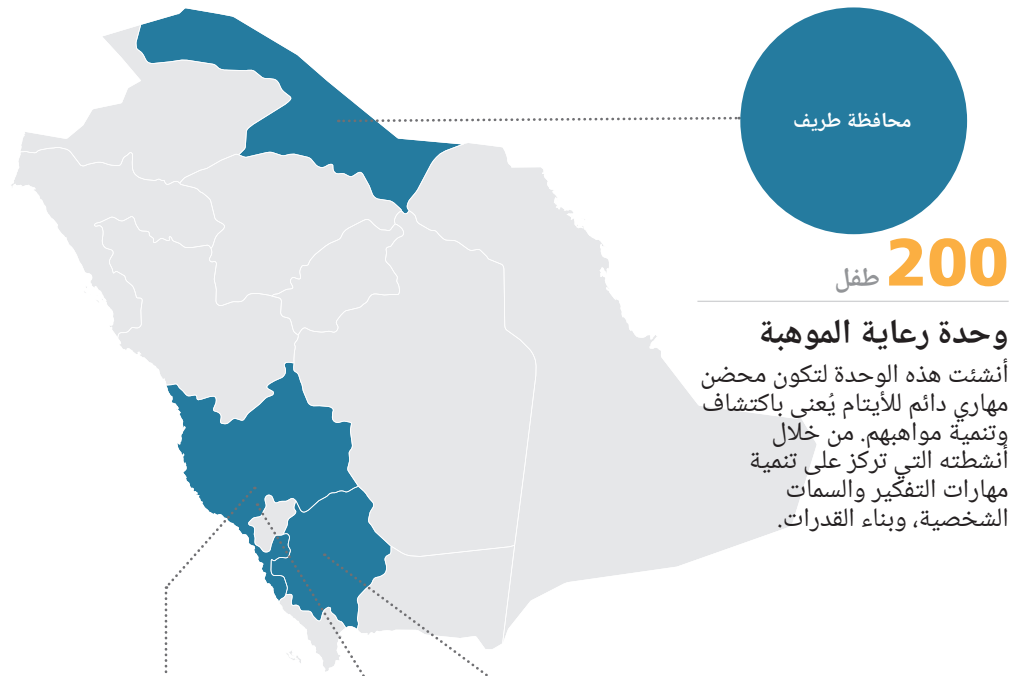 محافظة طريف
200 طفل
وحدة رعاية الموهبة
أنشئت هذه الوحدة لتكون محضن
مهاري دائم للأيتام يُعنى باكتشاف
وتنمية مواهبهم. من خلال
أنشطته التي تركز على تنمية
مهارات التفكير والسمات
الشخصية، وبناء القدرات.